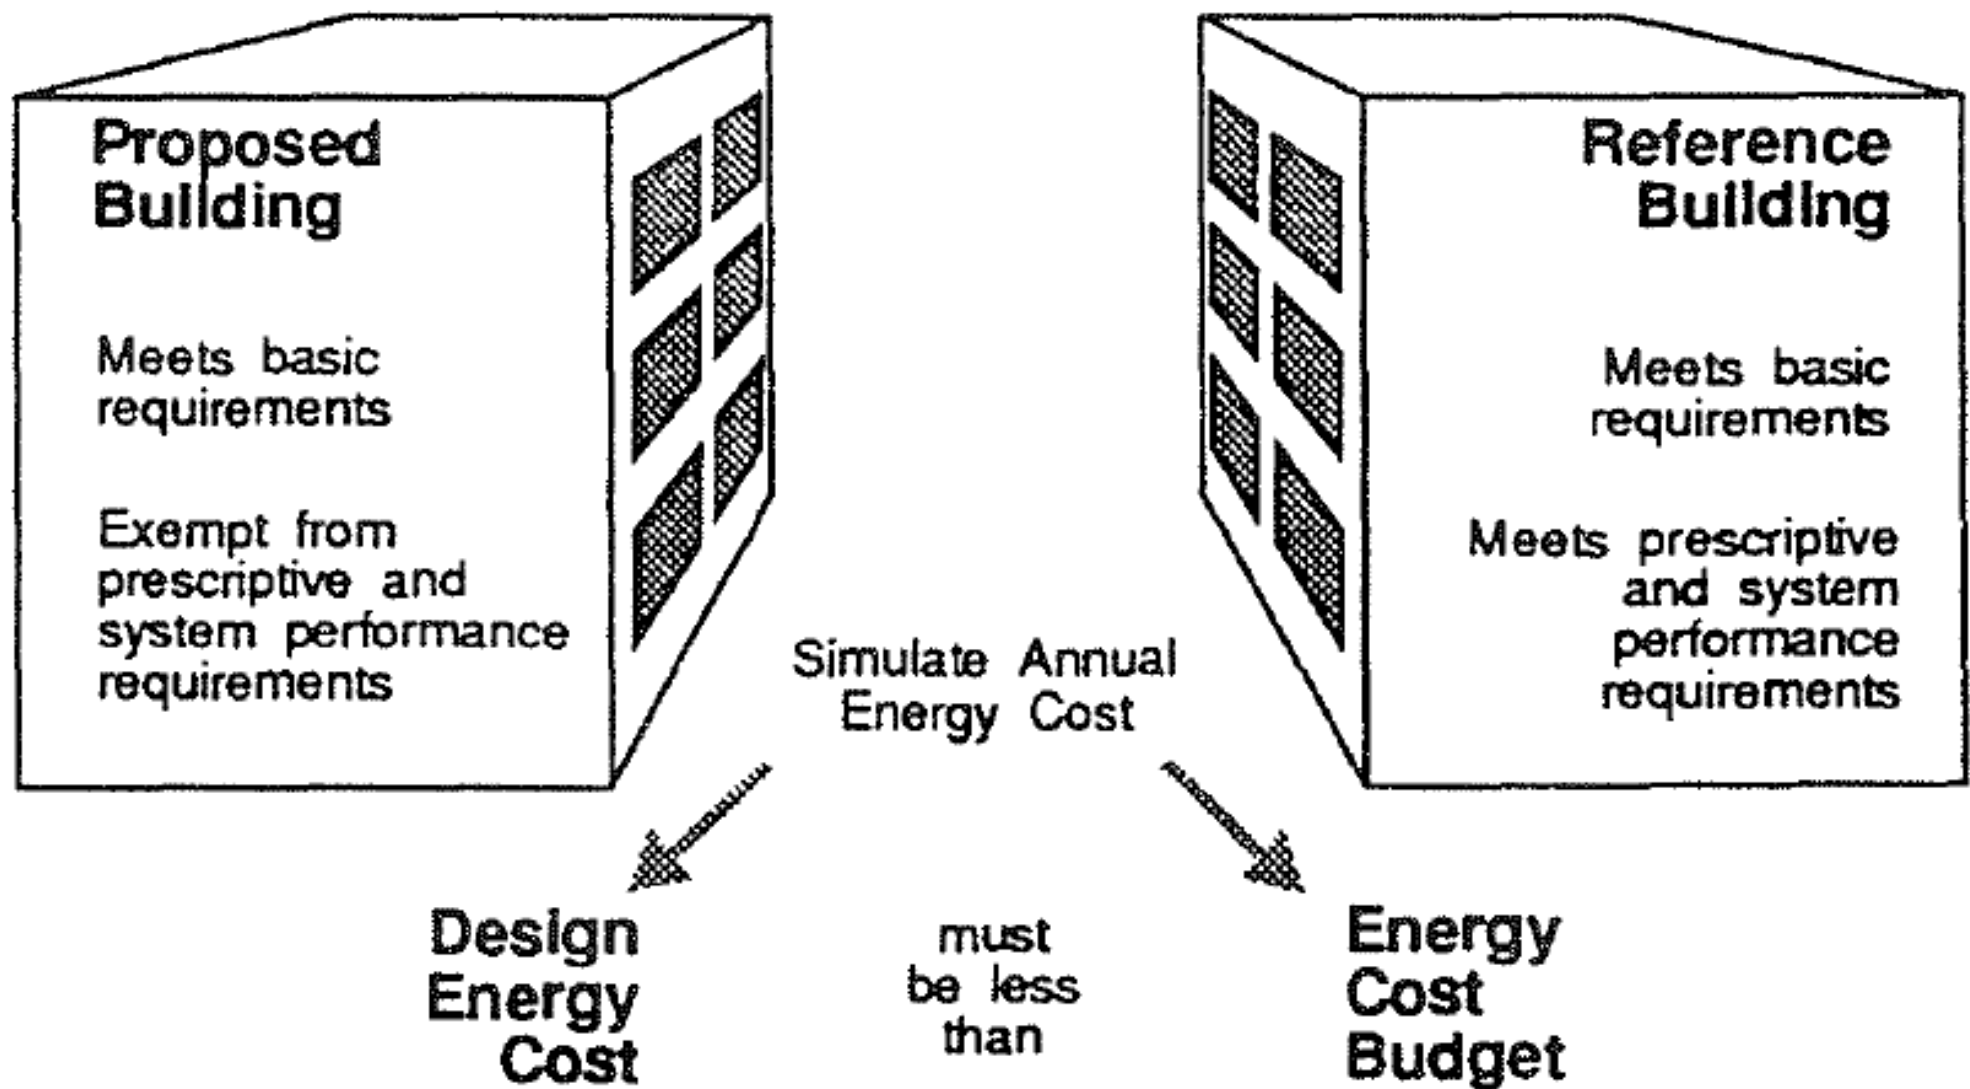 Proposed
Building
Meets basic
requirements
Exempt from
prescriptive and
system performance
requirements
Reference
Building
Meets basic
requirements
Meets prescriptive
and system
performance
requirements
Simulate Annual
Energy Cost
Design
Energy
Cost
must
be less
than
Energy
Cost
Budget